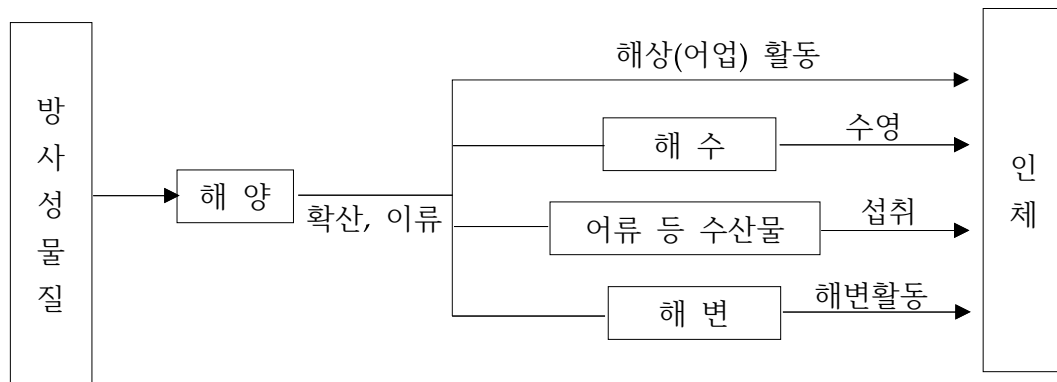 방사성물질
해 양
확산, 이류
해상(어업) 활동
해 수
수영
어류 등 수산물
섭취
해 변
해변활동
인체